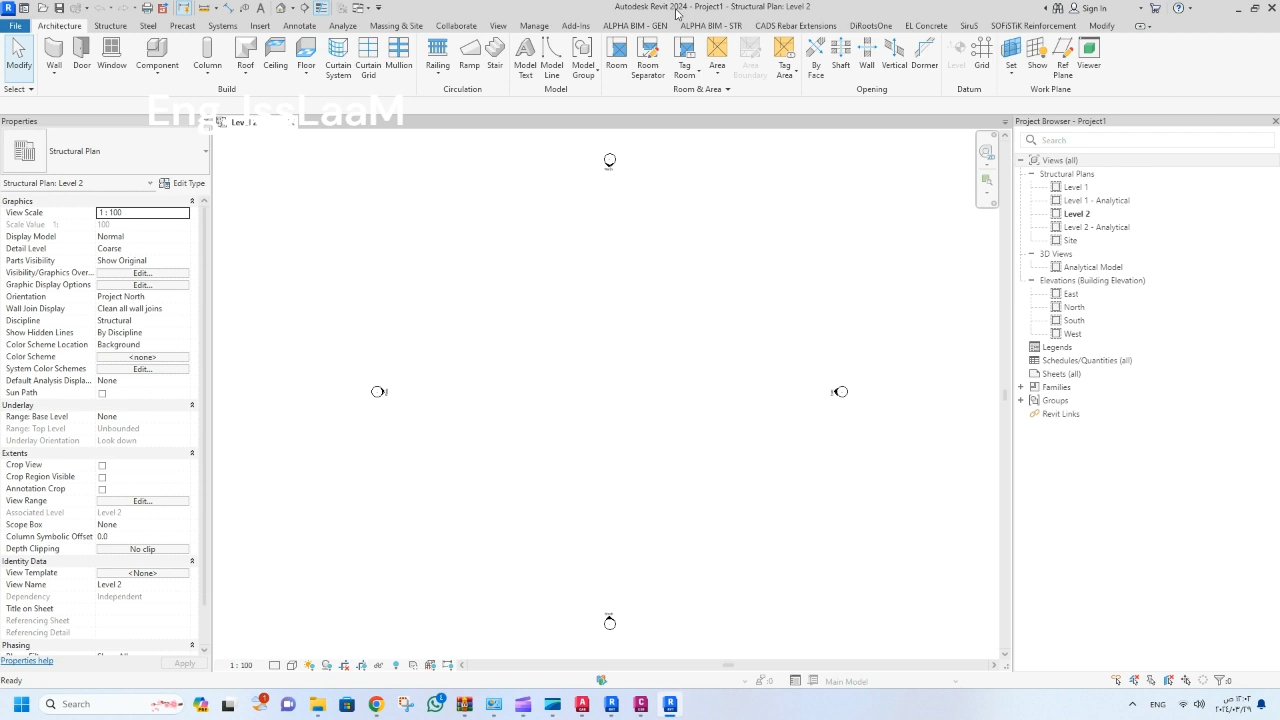 Autodesk Revit 2024 - Project1 - Structural Plan: Level 2
Sign In
File Architecture Structure Steel Precast Systems Insert Annotate Analyze Massing & Site Collaborate View Manage Add-Ins ALPHA BIM - GEN ALPHA BIM - STR CADS Rebar Extensions DiRootsOne EL Concrete SiruS SOFiSTiK Reinforcement Modify
Modify Wall Door Window Component Column Roof Ceiling Floor Curtain System Curtain Grid Mullion Railing Ramp Stair Model Text Model Line Model Group Room Room Separator Tag Room Area Area Boundary Tag Area By Face Shaft Wall Vertical Dormer Level Grid Set Show Ref Plane Viewer
Select Build Circulation Model Room & Area Opening Datum Work Plane
Eng_IssLaaM
Properties
Structural Plan
Structural Plan: Level 2 Edit Type
Graphics
View Scale 1 : 100
Scale Value 1: 100
Display Model Normal
Detail Level Coarse
Parts Visibility Show Original
Visibility/Graphics Over... Edit...
Graphic Display Options Edit...
Orientation Project North
Wall Join Display Clean all wall joins
Discipline Structural
Show Hidden Lines By Discipline
Color Scheme Location Background
Color Scheme <none>
System Color Schemes Edit...
Default Analysis Displa... None
Sun Path
Underlay
Range: Base Level None
Range: Top Level Unbounded
Underlay Orientation Look down
Extents
Crop View
Crop Region Visible
Annotation Crop
View Range Edit...
Associated Level Level 2
Scope Box None
Column Symbolic Offset 0.0
Depth Clipping No clip
Identity Data
View Template <None>
View Name Level 2
Dependency Independent
Title on Sheet
Referencing Sheet
Referencing Detail
Phasing
Properties help Apply
Project Browser - Project1
Search
Views (all)
Structural Plans
Level 1
Level 1 - Analytical
Level 2
Level 2 - Analytical
Site
3D Views
Analytical Model
Elevations (Building Elevation)
East
North
South
West
Legends
Schedules/Quantities (all)
Sheets (all)
Families
Groups
Revit Links
1 : 100
Ready
:0
Main Model
:0
Search
ENG